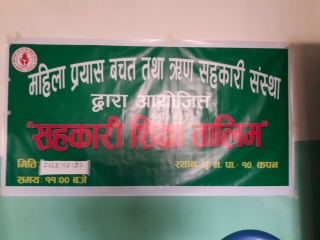 महिला प्रयास बचत तथा ऋण सहकारी संस्था
द्वारा आयोजित
"सहकारी शिक्षा तालिम"
मिति:
स्थान: बु. न. पा.- १०, कपन
समय: ११:०० बजे